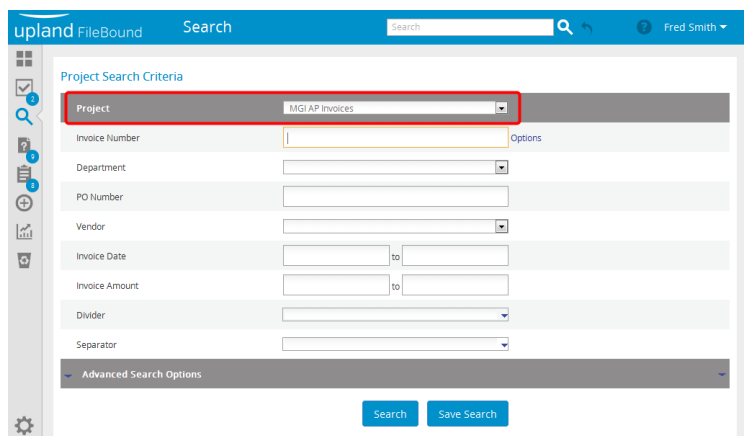 upland FileBound Search Search ? Fred Smith
Project Search Criteria
2
Project MGI AP Invoices
Invoice Number Options
?
9
Department
8
PO Number
Vendor
Invoice Date to
Invoice Amount to
Divider
Separator
Advanced Search Options
Search Save Search